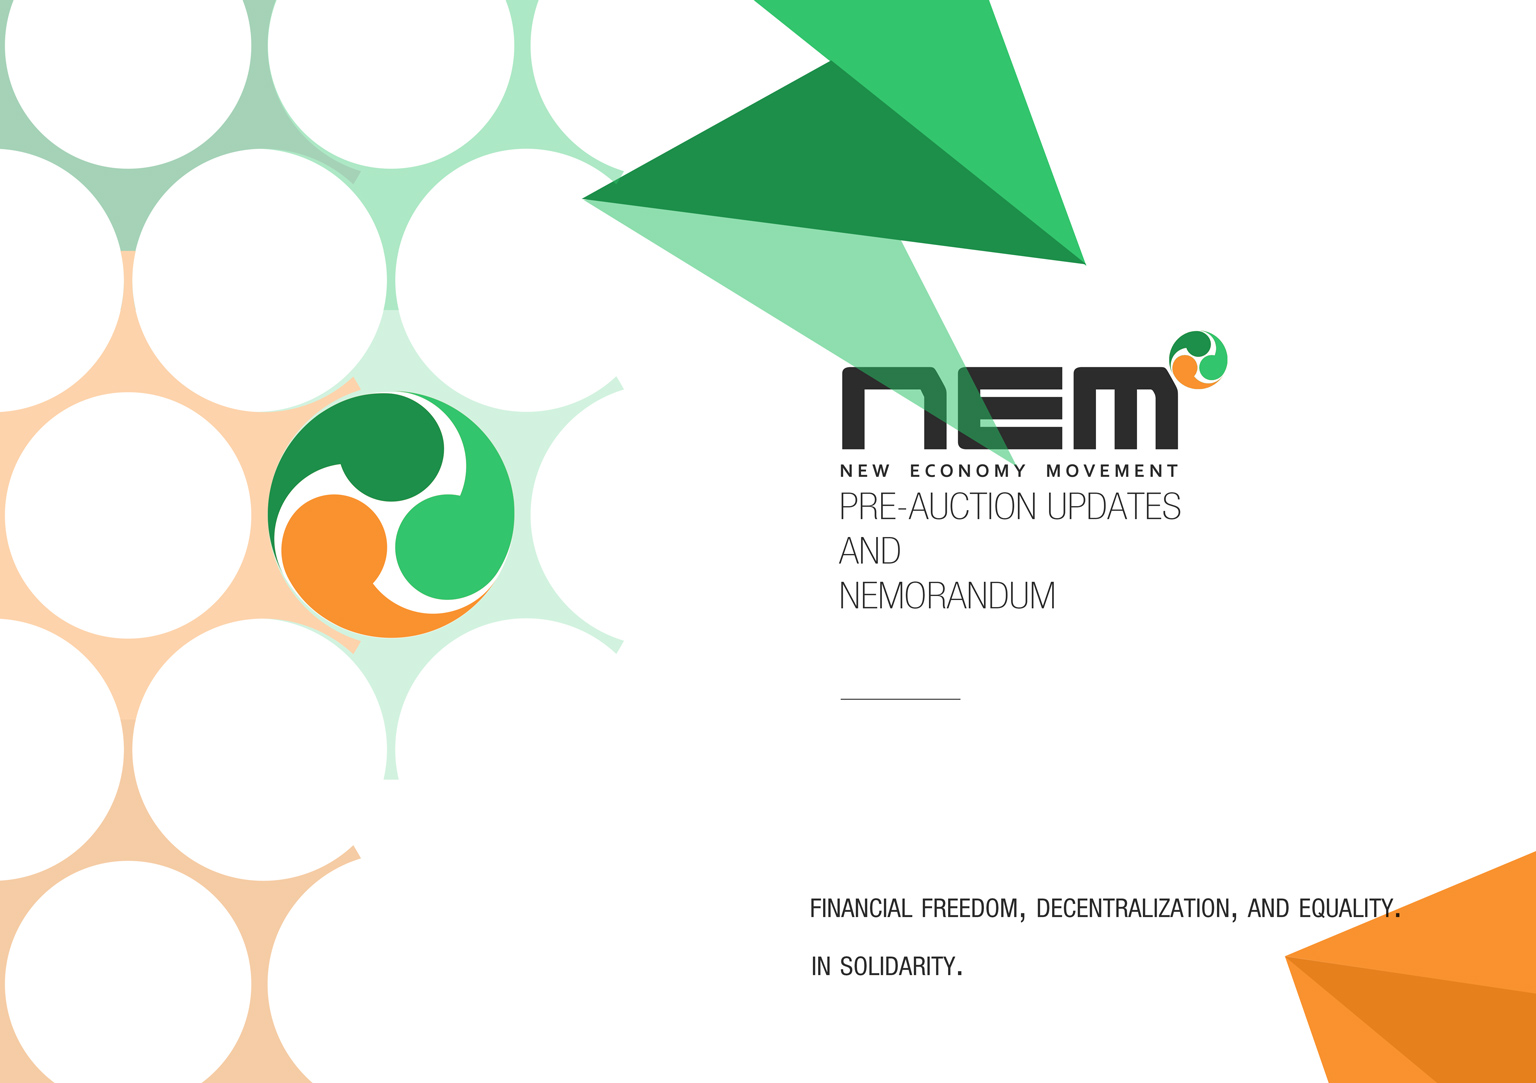 nem
NEW ECONOMY MOVEMENT
PRE-AUCTION UPDATES
AND
NEMORANDUM
FINANCIAL FREEDOM, DECENTRALIZATION, AND EQUALITY.
IN SOLIDARITY.